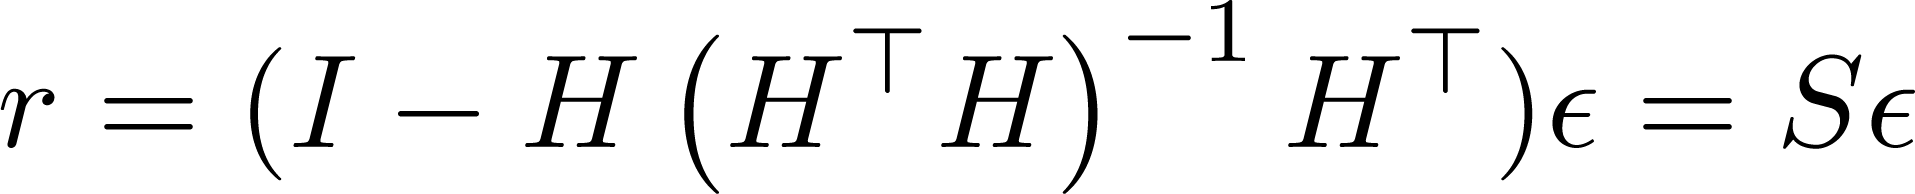 r = (I − H (H⊤ H)−1 H⊤)ϵ = Sϵ